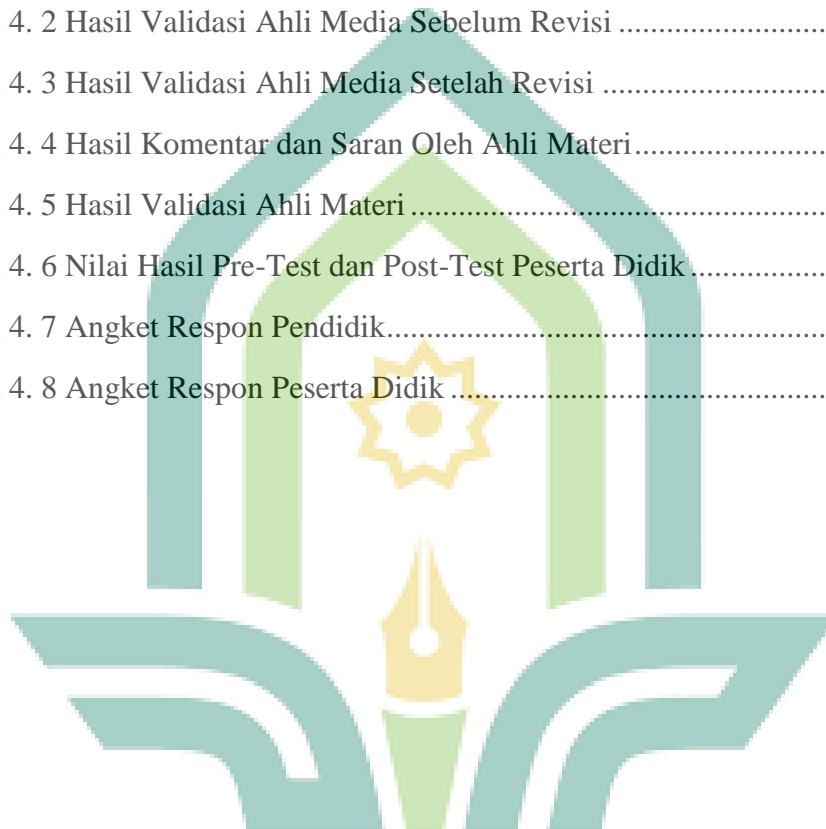 4. 2 Hasil Validasi Ahli Media Sebelum Revisi ..........................
4. 3 Hasil Validasi Ahli Media Setelah Revisi ............................
4. 4 Hasil Komentar dan Saran Oleh Ahli Materi........................
4. 5 Hasil Validasi Ahli Materi ....................................................
4. 6 Nilai Hasil Pre-Test dan Post-Test Peserta Didik .................
4. 7 Angket Respon Pendidik.......................................................
4. 8 Angket Respon Peserta Didik ...............................................